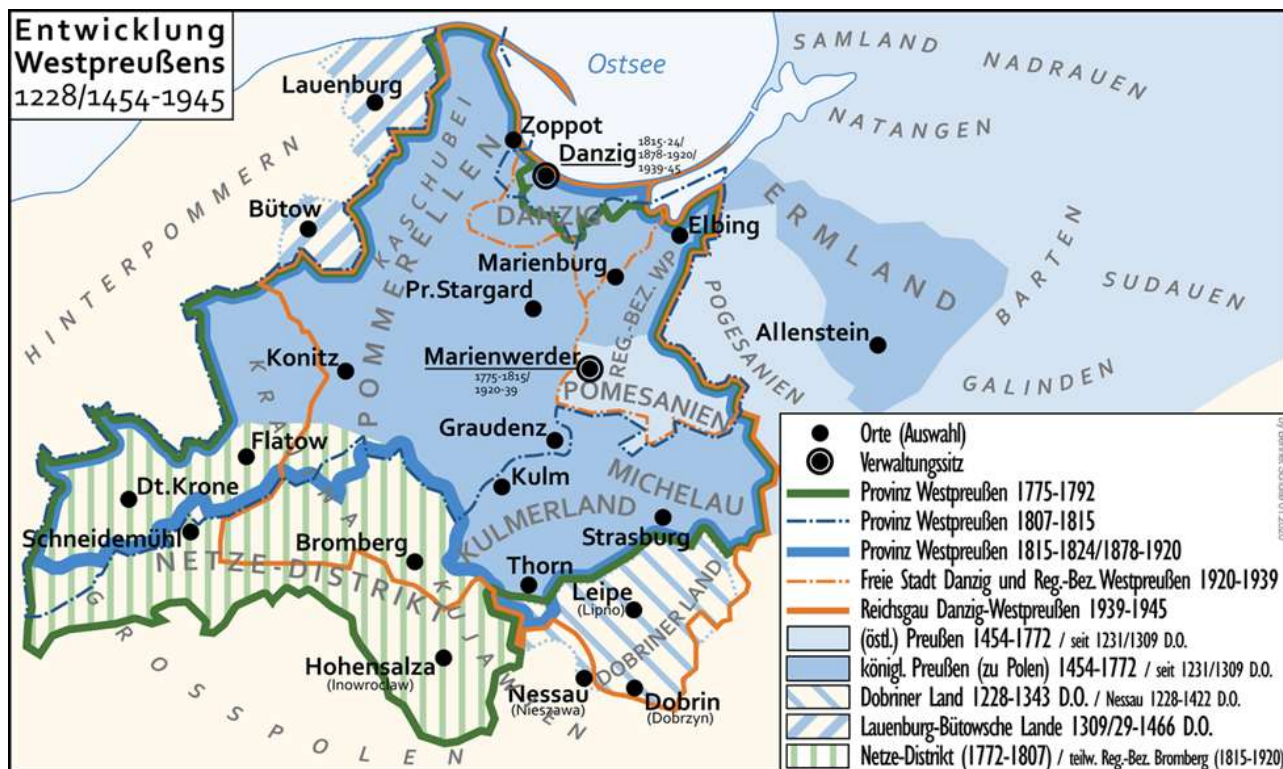 Entwicklung
Westpreußens
1228/1454-1945
Ostsee
SAMLAND
NADRAUEN
NATANGEN
Lauenburg
Zoppot
Danzig
1815-24/
1878-1920/
1939-45
KASCHUBEI
POMMERELLEN
HINTERPOMMERN
Bütow
DANZIG
Elbing
ERMLAND
BARTEN
SUDAUEN
Marienburg
Pr.Stargard
REG.-BEZ. WP
POGESANIEN
Allenstein
Konitz
Marienwerder
1775-1815/
1920-39
POMESANIEN
GALINDEN
KRAJNA
Graudenz
Flatow
Kulm
MICHELAU
Dt.Krone
KULMERLAND
Schneidemühl
Strasburg
Bromberg
NETZE-DISTRIKT
Thorn
Leipe
(Lipno)
DOBRINER LAND
KUJAWIEN
Hohensalza
(Inowrocław)
Nessau
(Nieszawa)
Dobrin
(Dobrzyn)
GROSSPOLEN
Orte (Auswahl)
Verwaltungssitz
Provinz Westpreußen 1775-1792
Provinz Westpreußen 1807-1815
Provinz Westpreußen 1815-1824/1878-1920
Freie Stadt Danzig und Reg.-Bez. Westpreußen 1920-1939
Reichsgau Danzig-Westpreußen 1939-1945
(östl.) Preußen 1454-1772 / seit 1231/1309 D.O.
königl. Preußen (zu Polen) 1454-1772 / seit 1231/1309 D.O.
Dobriner Land 1228-1343 D.O. / Nessau 1228-1422 D.O.
Lauenburg-Bütowsche Lande 1309/29-1466 D.O.
Netze-Distrikt (1772-1807) / teilw. Reg.-Bez. Bromberg (1815-1920)